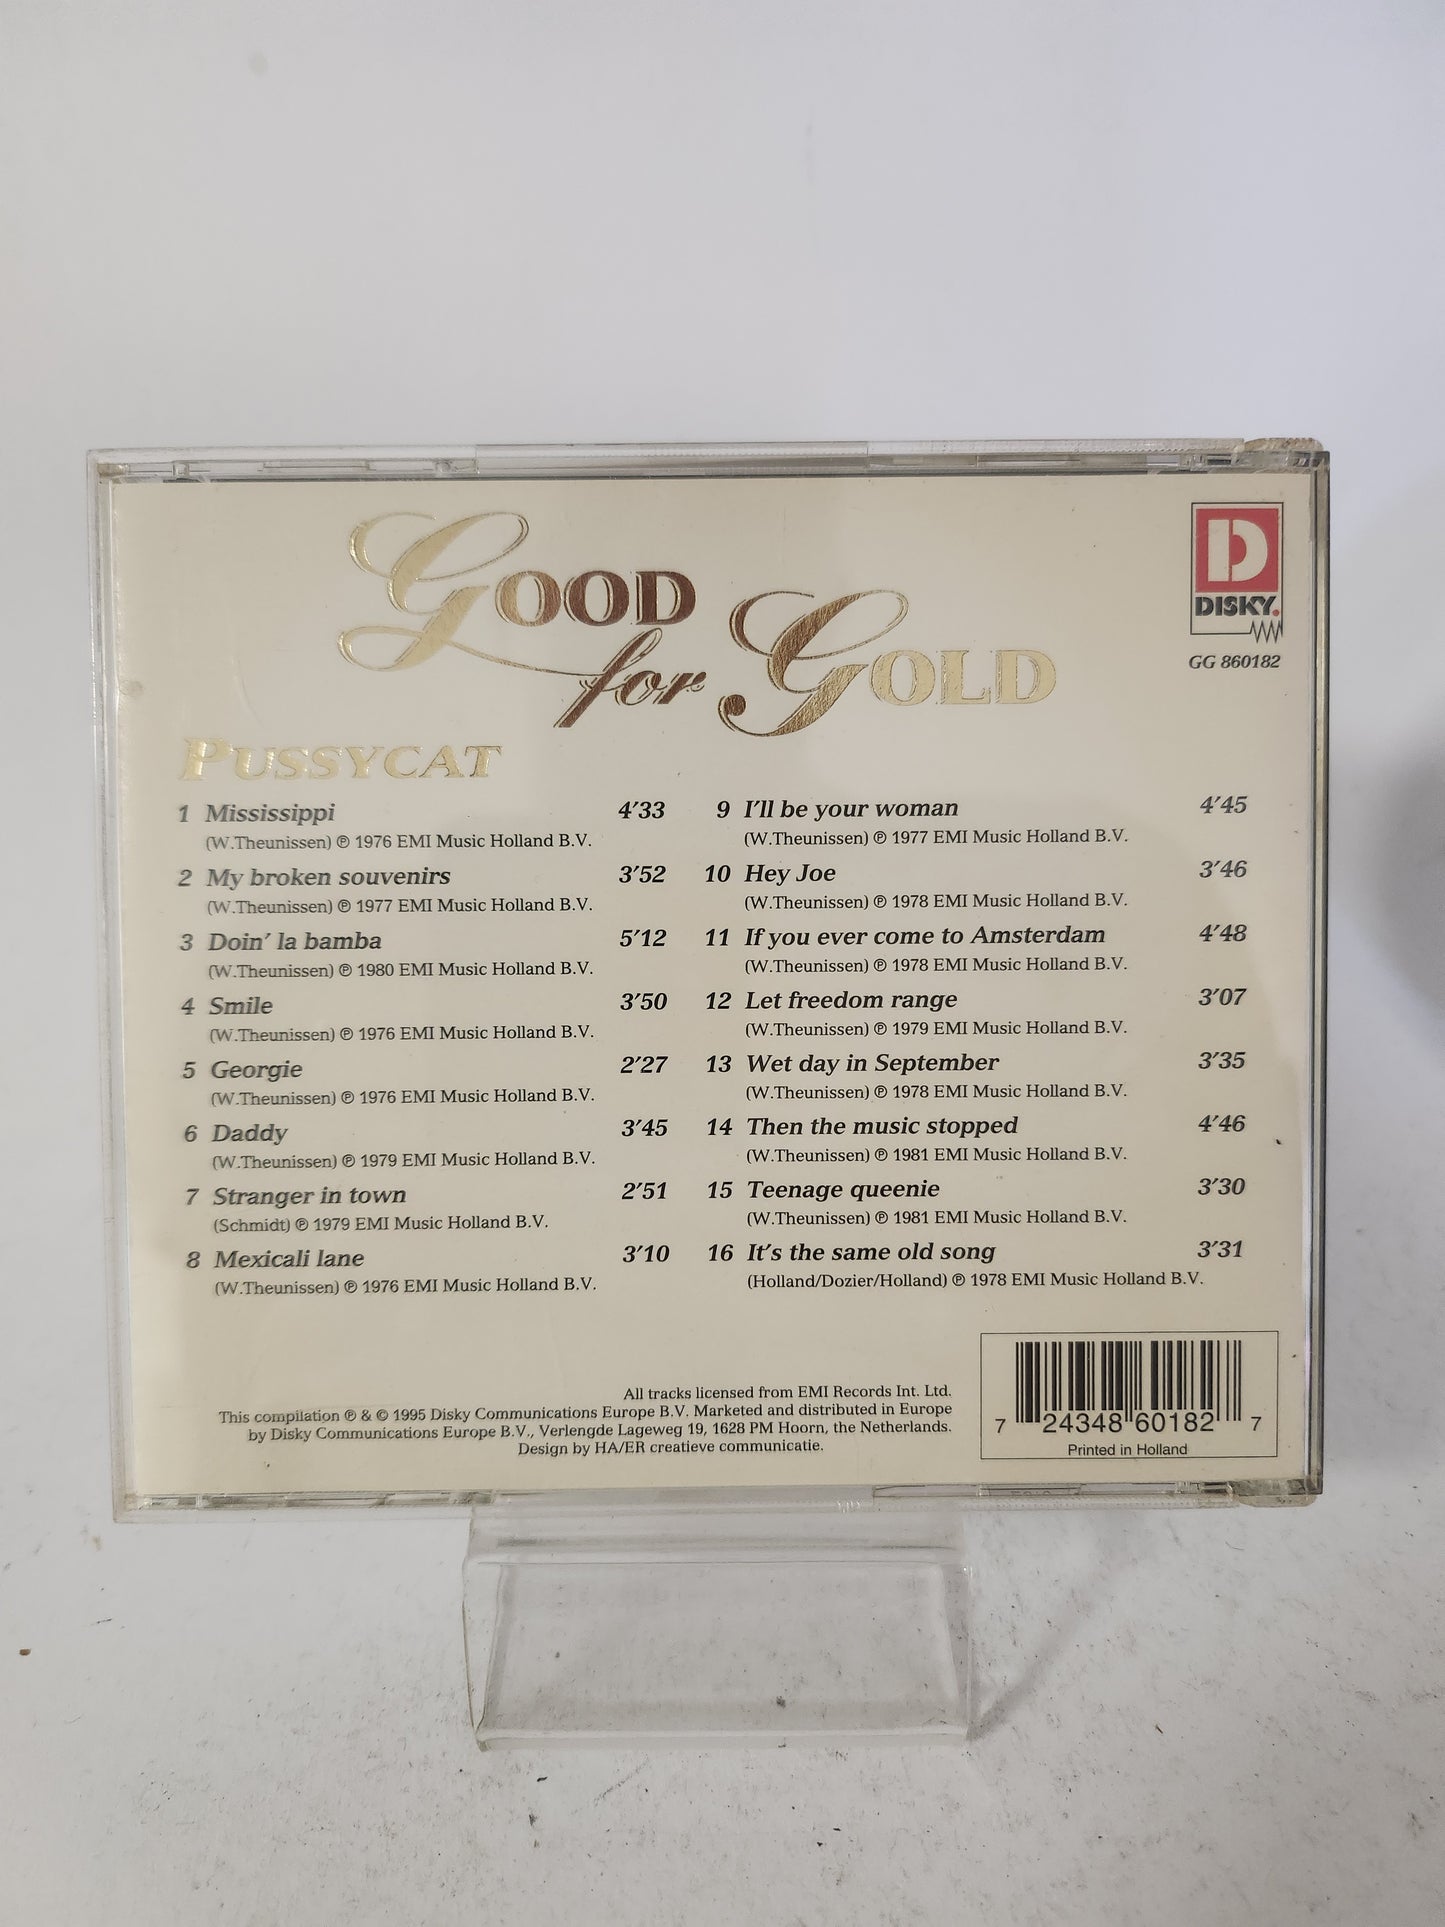 GOOD
for GOLD
DISKY.
GG 860182
PUSSYCAT
1 Mississippi 4'33
(W.Theunissen) ℗ 1976 EMI Music Holland B.V.
2 My broken souvenirs 3'52
(W.Theunissen) ℗ 1977 EMI Music Holland B.V.
3 Doin' la bamba 5'12
(W.Theunissen) ℗ 1980 EMI Music Holland B.V.
4 Smile 3'50
(W.Theunissen) ℗ 1976 EMI Music Holland B.V.
5 Georgie 2'27
(W.Theunissen) ℗ 1976 EMI Music Holland B.V.
6 Daddy 3'45
(W.Theunissen) ℗ 1979 EMI Music Holland B.V.
7 Stranger in town 2'51
(Schmidt) ℗ 1979 EMI Music Holland B.V.
8 Mexicali lane 3'10
(W.Theunissen) ℗ 1976 EMI Music Holland B.V.
9 I'll be your woman 4'45
(W.Theunissen) ℗ 1977 EMI Music Holland B.V.
10 Hey Joe 3'46
(W.Theunissen) ℗ 1978 EMI Music Holland B.V.
11 If you ever come to Amsterdam 4'48
(W.Theunissen) ℗ 1978 EMI Music Holland B.V.
12 Let freedom range 3'07
(W.Theunissen) ℗ 1979 EMI Music Holland B.V.
13 Wet day in September 3'35
(W.Theunissen) ℗ 1978 EMI Music Holland B.V.
14 Then the music stopped 4'46
(W.Theunissen) ℗ 1981 EMI Music Holland B.V.
15 Teenage queenie 3'30
(W.Theunissen) ℗ 1981 EMI Music Holland B.V.
16 It's the same old song 3'31
(Holland/Dozier/Holland) ℗ 1978 EMI Music Holland B.V.
All tracks licensed from EMI Records Int. Ltd.
This compilation ℗ & © 1995 Disky Communications Europe B.V. Marketed and distributed in Europe
by Disky Communications Europe B.V., Verlengde Lageweg 19, 1628 PM Hoorn, the Netherlands.
Design by HA/ER creatieve communicatie.
7 24348 60182 7
Printed in Holland